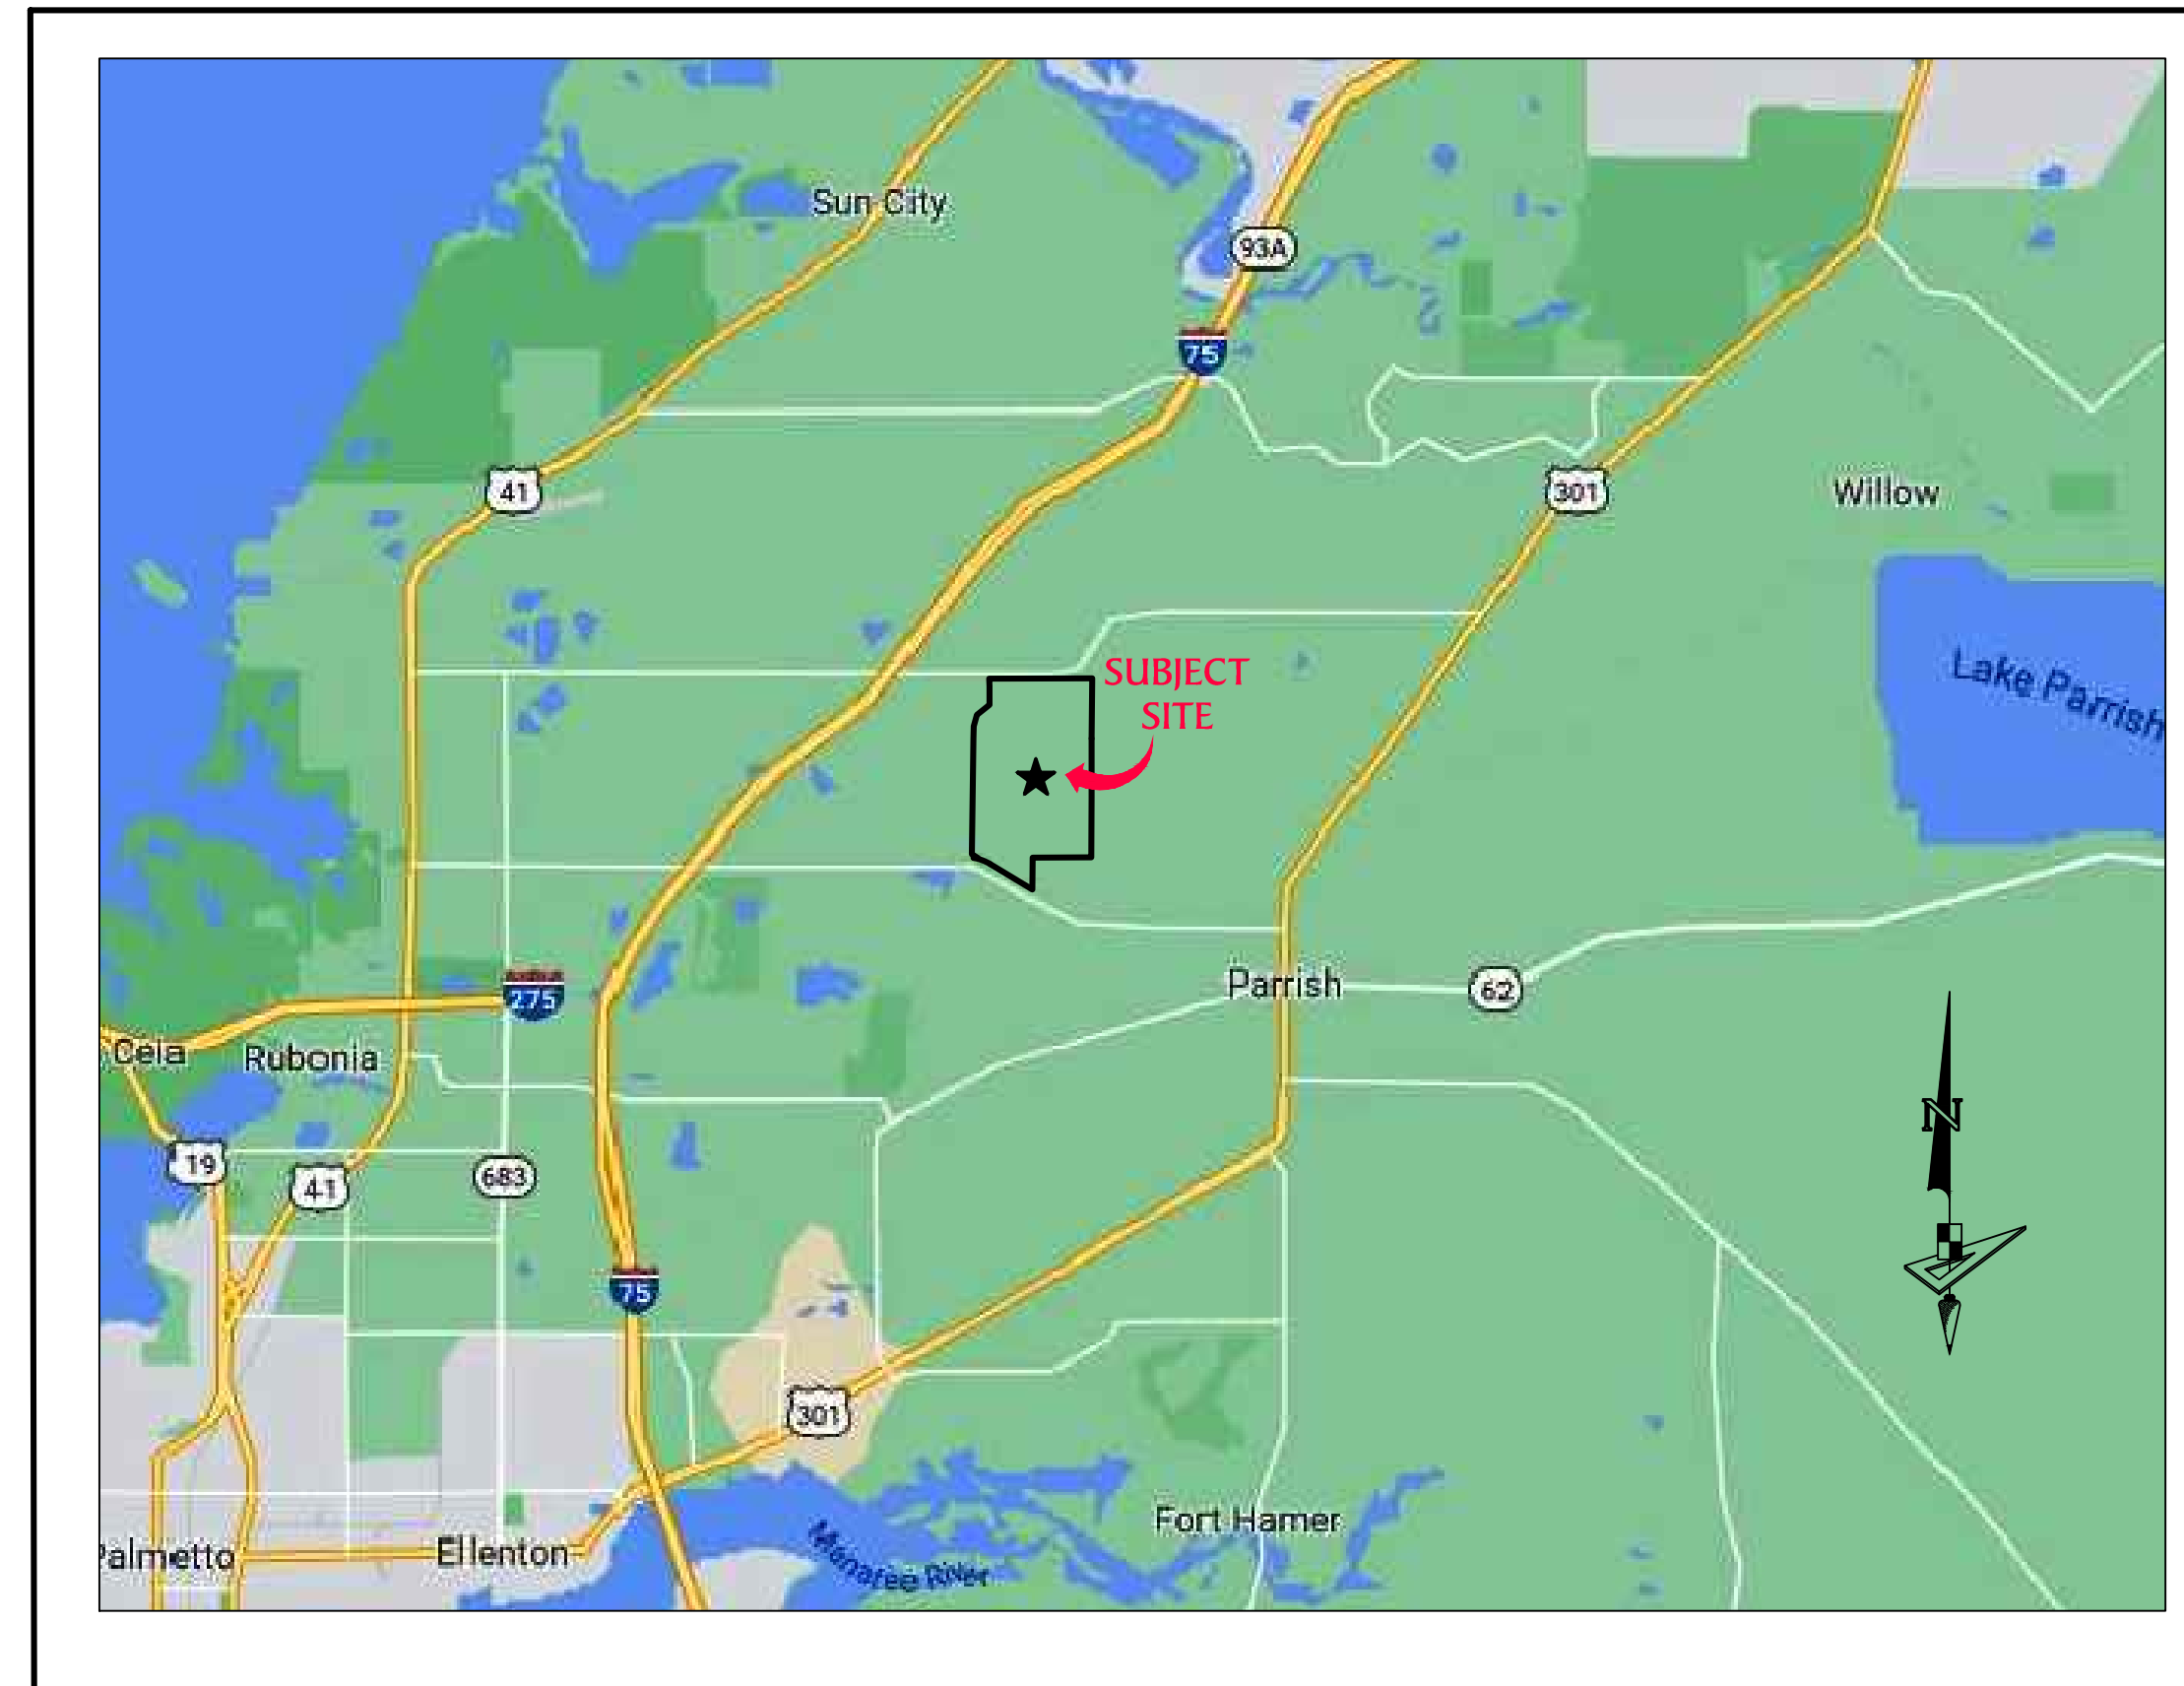 Sun City
93A
75
41
301
Willow
SUBJECT
SITE
Lake Parrish
Parrish
62
275
Ceia
Rubonia
N
19
41
683
75
301
Fort Hamer
Palmetto
Ellenton
Manatee River